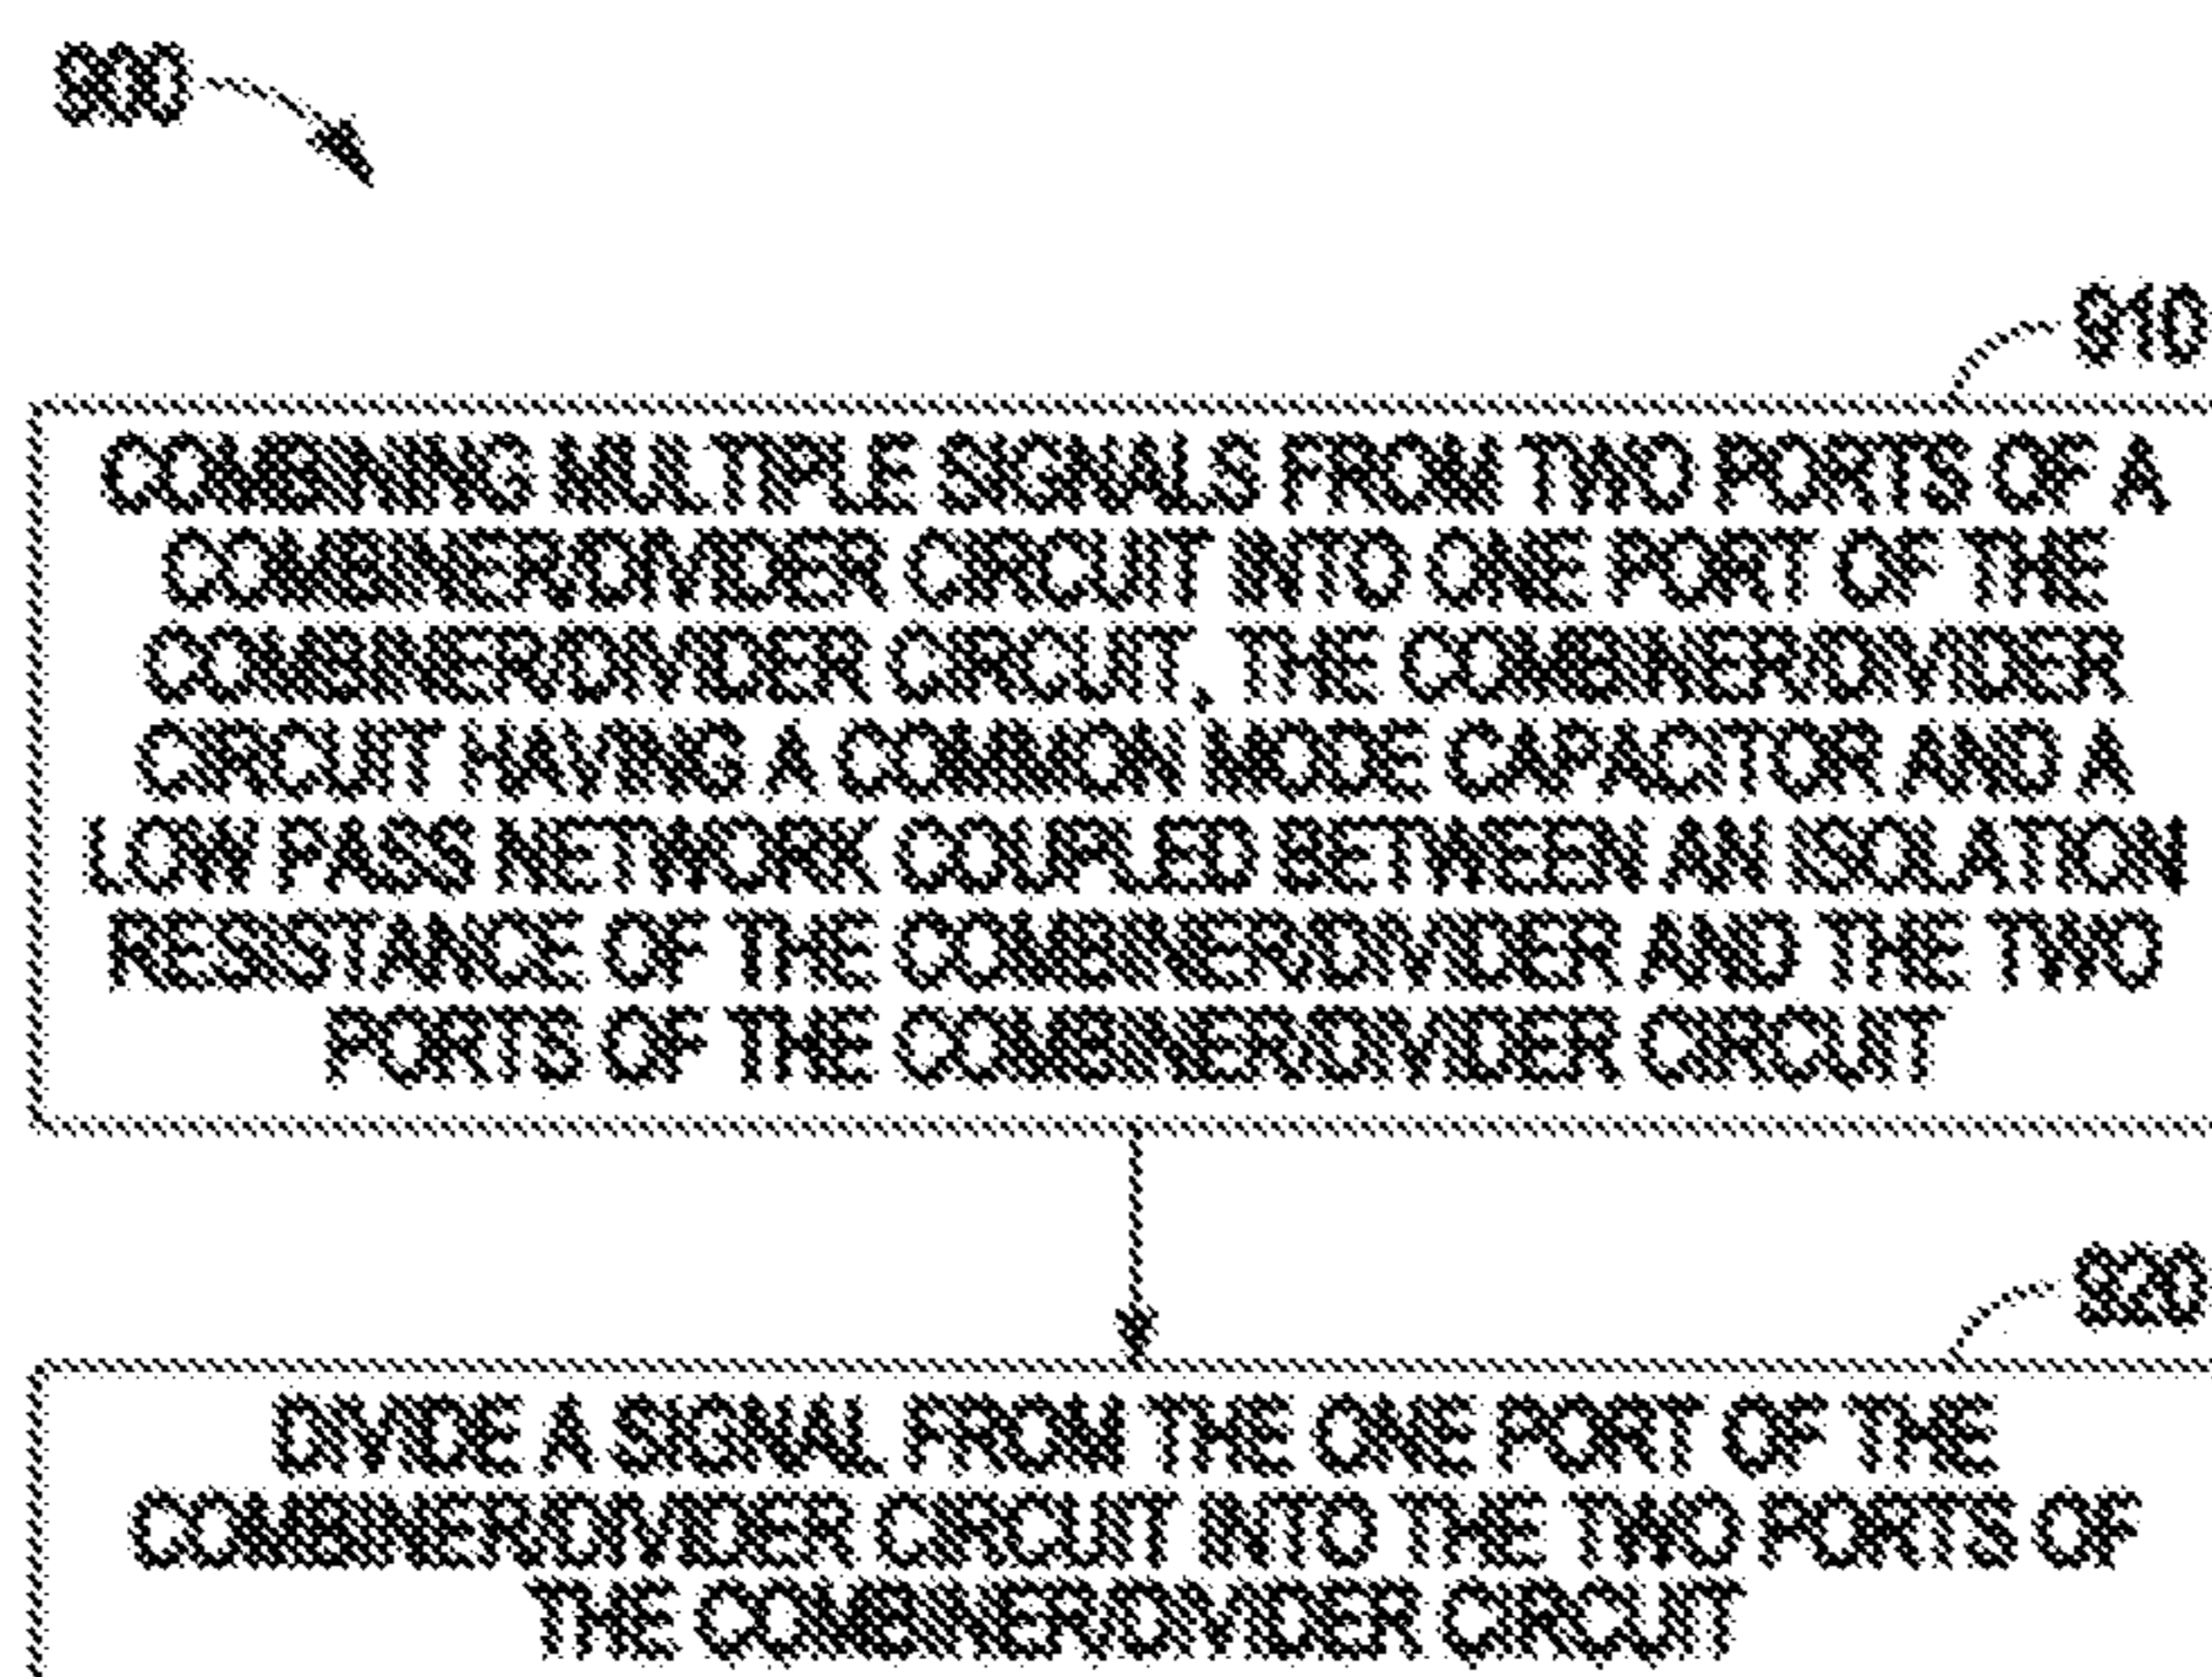 900
910
COMBINING MULTIPLE SIGNALS FROM TWO PORTS OF A
COMBINER/DIVIDER CIRCUIT INTO ONE PORT OF THE
COMBINER/DIVIDER CIRCUIT, THE COMBINER/DIVIDER
CIRCUIT HAVING A COMMON MODE CAPACITOR AND A
LOW PASS NETWORK COUPLED BETWEEN AN ISOLATION
RESISTANCE OF THE COMBINER/DIVIDER AND THE TWO
PORTS OF THE COMBINER/DIVIDER CIRCUIT
920
DIVIDE A SIGNAL FROM THE ONE PORT OF THE
COMBINER/DIVIDER CIRCUIT INTO THE TWO PORTS OF
THE COMBINER/DIVIDER CIRCUIT